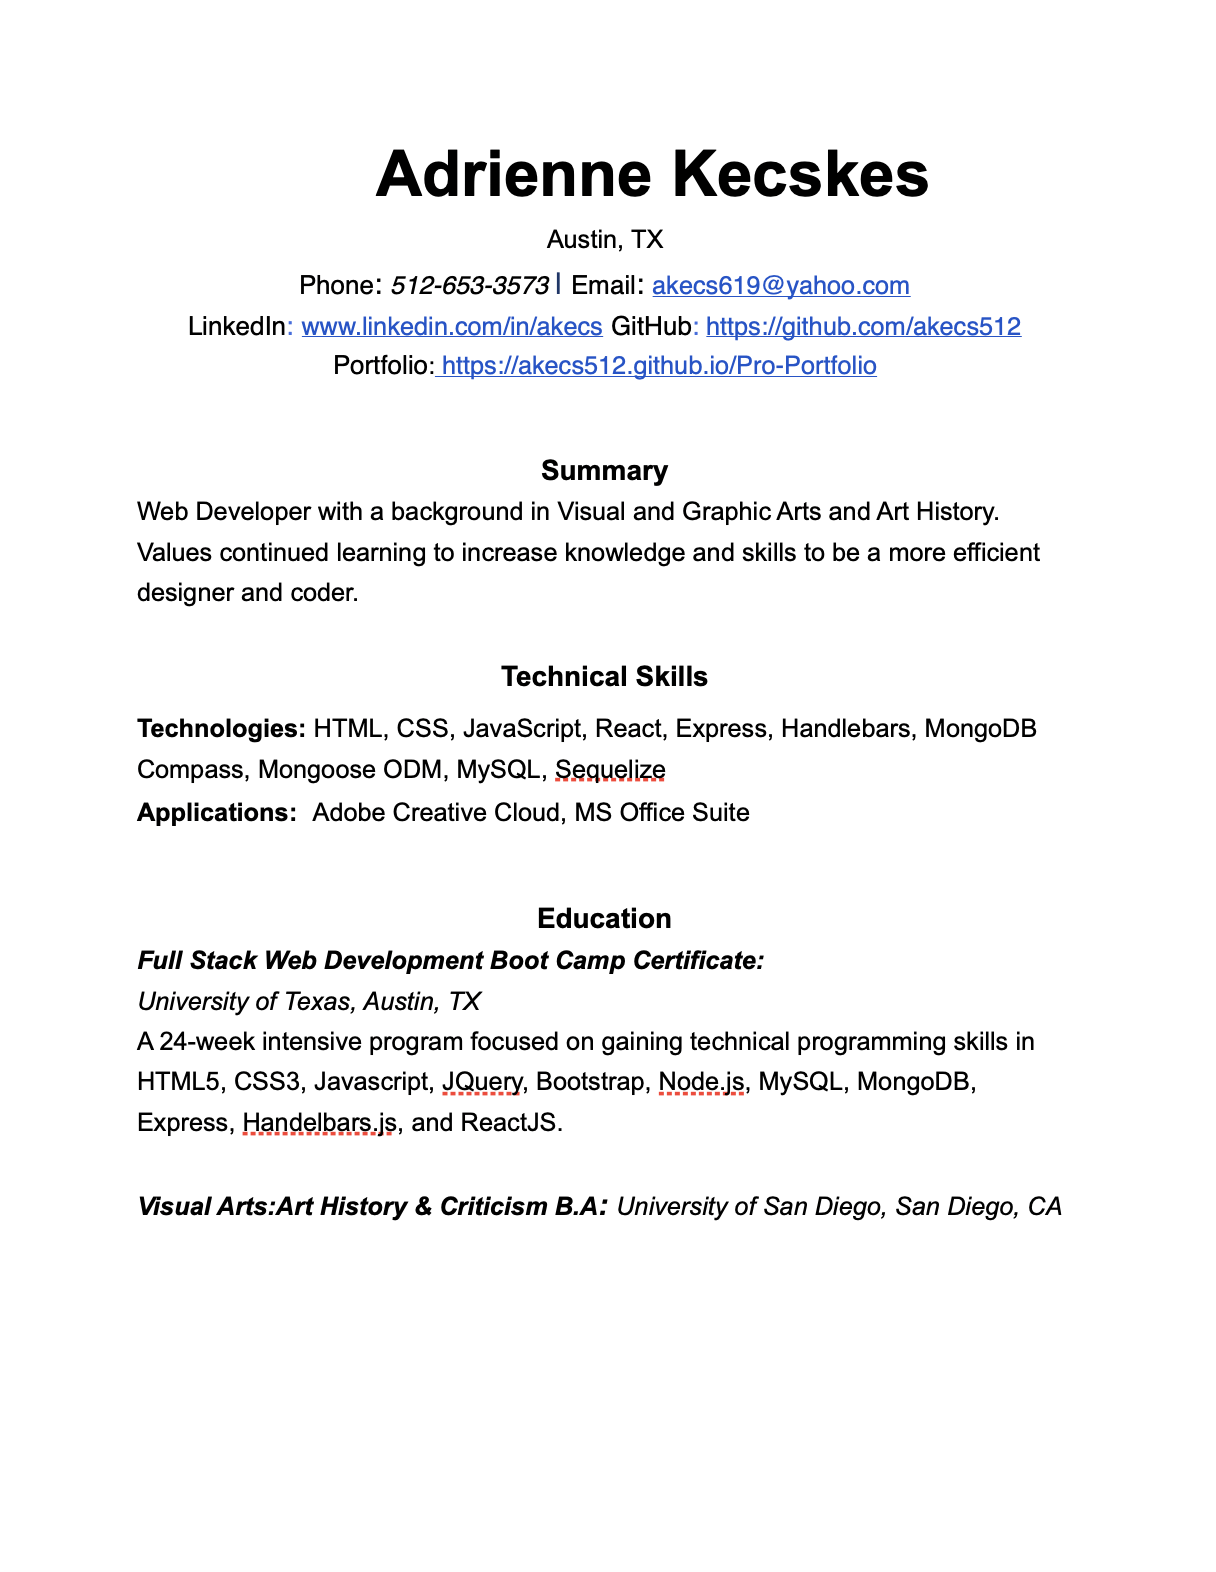 Adrienne Kecskes
Austin, TX
Phone: 512-653-3573 | Email: akecs619@yahoo.com
LinkedIn: www.linkedin.com/in/akecs GitHub: https://github.com/akecs512
Portfolio: https://akecs512.github.io/Pro-Portfolio
Summary
Web Developer with a background in Visual and Graphic Arts and Art History.
Values continued learning to increase knowledge and skills to be a more efficient
designer and coder.
Technical Skills
Technologies: HTML, CSS, JavaScript, React, Express, Handlebars, MongoDB
Compass, Mongoose ODM, MySQL, Sequelize
Applications: Adobe Creative Cloud, MS Office Suite
Education
Full Stack Web Development Boot Camp Certificate:
University of Texas, Austin, TX
A 24-week intensive program focused on gaining technical programming skills in
HTML5, CSS3, Javascript, JQuery, Bootstrap, Node.js, MySQL, MongoDB,
Express, Handelbars.js, and ReactJS.
Visual Arts:Art History & Criticism B.A: University of San Diego, San Diego, CA